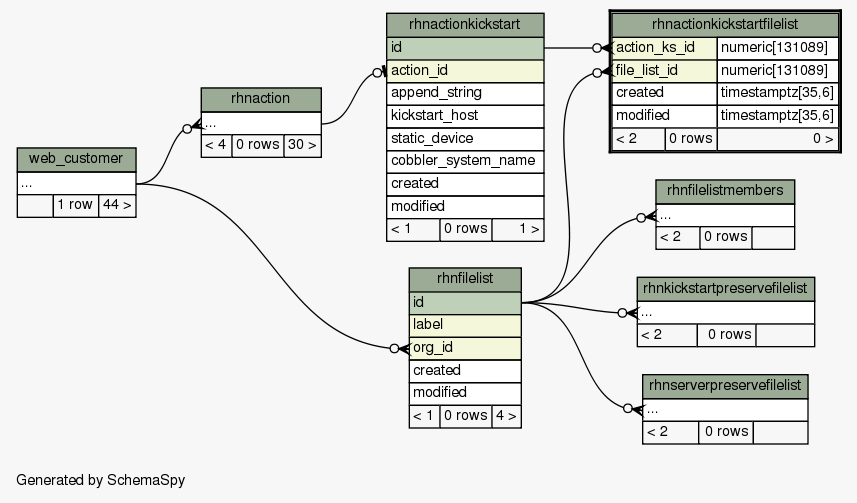 rhnactionkickstart
id
action_id
append_string
kickstart_host
static_device
cobbler_system_name
created
modified
< 1 0 rows 1 >
rhnactionkickstartfilelist
action_ks_id numeric[131089]
file_list_id numeric[131089]
created timestamptz[35,6]
modified timestamptz[35,6]
< 2 0 rows 0 >
rhnaction
...
< 4 0 rows 30 >
web_customer
...
1 row 44 >
rhnfilelistmembers
...
< 2 0 rows
rhnfilelist
id
label
org_id
created
modified
< 1 0 rows 4 >
rhnkickstartpreservefilelist
...
< 2 0 rows
rhnserverpreservefilelist
...
< 2 0 rows
Generated by SchemaSpy